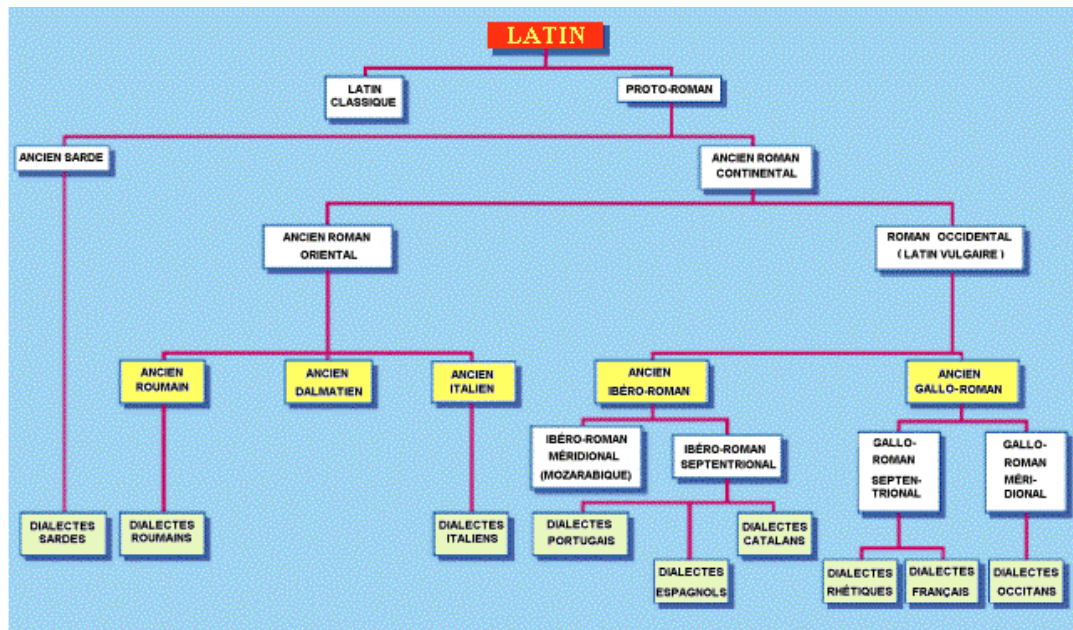 LATIN
LATIN
CLASSIQUE
PROTO-ROMAN
ANCIEN SARDE
ANCIEN ROMAN
CONTINENTAL
ANCIEN ROMAN
ORIENTAL
ROMAN OCCIDENTAL
( LATIN VULGAIRE )
ANCIEN
ROUMAIN
ANCIEN
DALMATIEN
ANCIEN
ITALIEN
ANCIEN
IBÉRO-ROMAN
ANCIEN
GALLO-ROMAN
IBÉRO-ROMAN
MÉRIDIONAL
(MOZARABIQUE)
IBÉRO-ROMAN
SEPTENTRIONAL
GALLO-
ROMAN
SEPTEN-
TRIONAL
GALLO-
ROMAN
MÉRI-
DIONAL
DIALECTES
SARDES
DIALECTES
ROUMAINS
DIALECTES
ITALIENS
DIALECTES
PORTUGAIS
DIALECTES
CATALANS
DIALECTES
ESPAGNOLS
DIALECTES
RHÉTIQUES
DIALECTES
FRANÇAIS
DIALECTES
OCCITANS